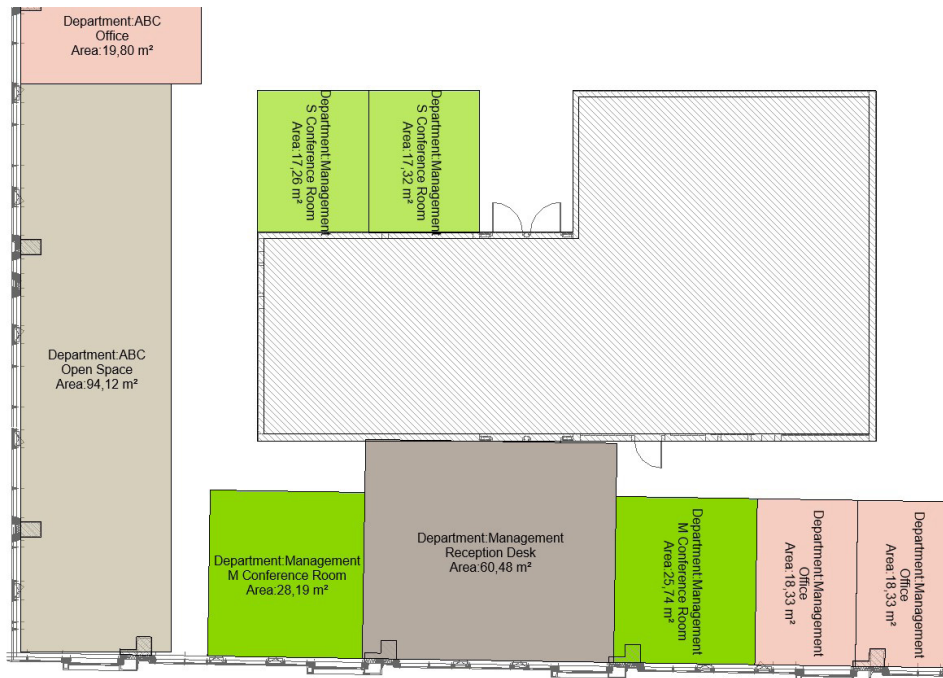 Department:ABC
Office
Area:19,80 m²
Department:Management
S Conference Room
Area:17,26 m²
Department:Management
S Conference Room
Area:17,32 m²
Department:ABC
Open Space
Area:94,12 m²
Department:Management
M Conference Room
Area:28,19 m²
Department:Management
Reception Desk
Area:60,48 m²
Department:Management
M Conference Room
Area:25,74 m²
Department:Management
Office
Area:18,33 m²
Department:Management
Office
Area:18,33 m²